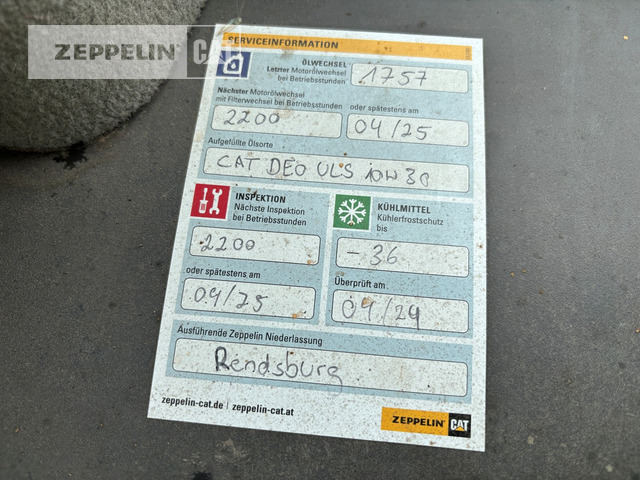 ZEPPELIN CAT
SERVICEINFORMATION
ÖLWECHSEL
Letzter Motorölwechsel
bei Betriebsstunden
1757
Nächster Motorölwechsel
mit Filterwechsel bei Betriebsstunden
oder spätestens am
2200
04/25
Aufgefüllte Ölsorte
CAT DEO ULS 10W30
INSPEKTION
Nächste Inspektion
bei Betriebsstunden
KÜHLMITTEL
Kühlerfrostschutz
bis
2200
-36
oder spätestens am
Überprüft am
04/25
04/24
Ausführende Zeppelin Niederlassung
Rendsburg
zeppelin-cat.de | zeppelin-cat.at
ZEPPELIN CAT